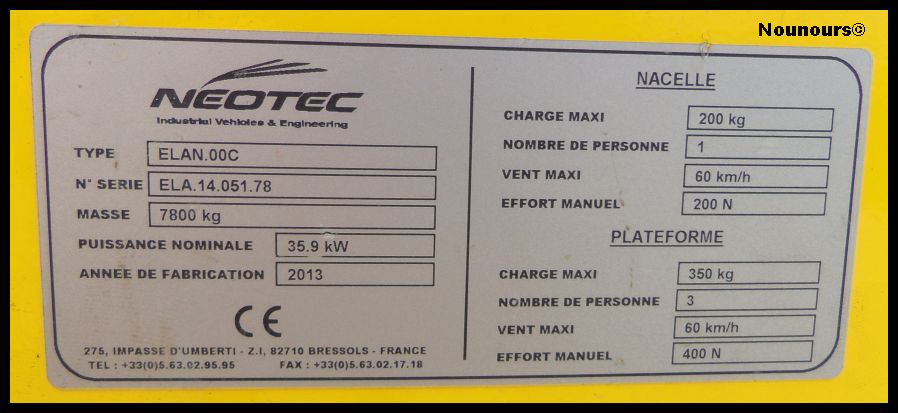 Nounours©
NEOTEC
Industrial Vehicles & Engineering
TYPE ELAN.00C
N° SERIE ELA.14.051.78
MASSE 7800 kg
PUISSANCE NOMINALE 35.9 kW
ANNEE DE FABRICATION 2013
CE
275, IMPASSE D'UMBERTI - Z.I, 82710 BRESSOLS - FRANCE
TEL : +33(0)5.63.02.95.95 FAX : +33(0)5.63.02.17.18
NACELLE
CHARGE MAXI 200 kg
NOMBRE DE PERSONNE 1
VENT MAXI 60 km/h
EFFORT MANUEL 200 N
PLATEFORME
CHARGE MAXI 350 kg
NOMBRE DE PERSONNE 3
VENT MAXI 60 km/h
EFFORT MANUEL 400 N